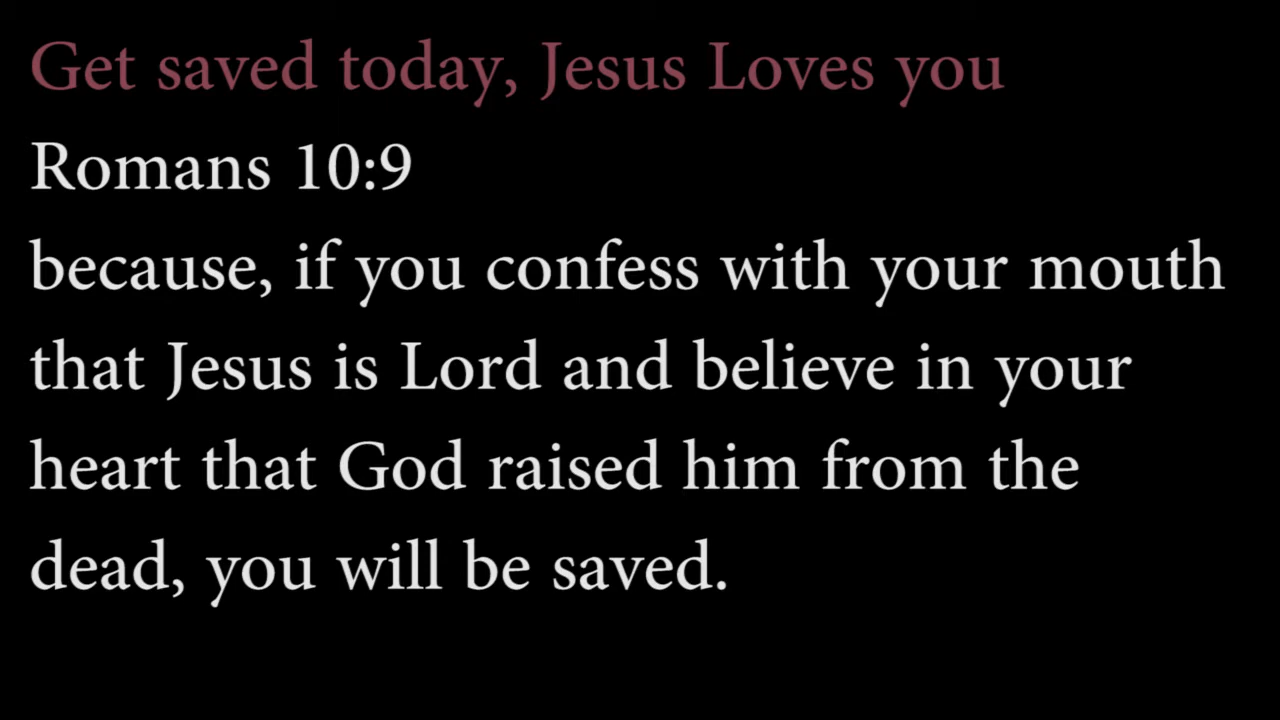 Get saved today, Jesus Loves you
Romans 10:9
because, if you confess with your mouth
that Jesus is Lord and believe in your
heart that God raised him from the
dead, you will be saved.